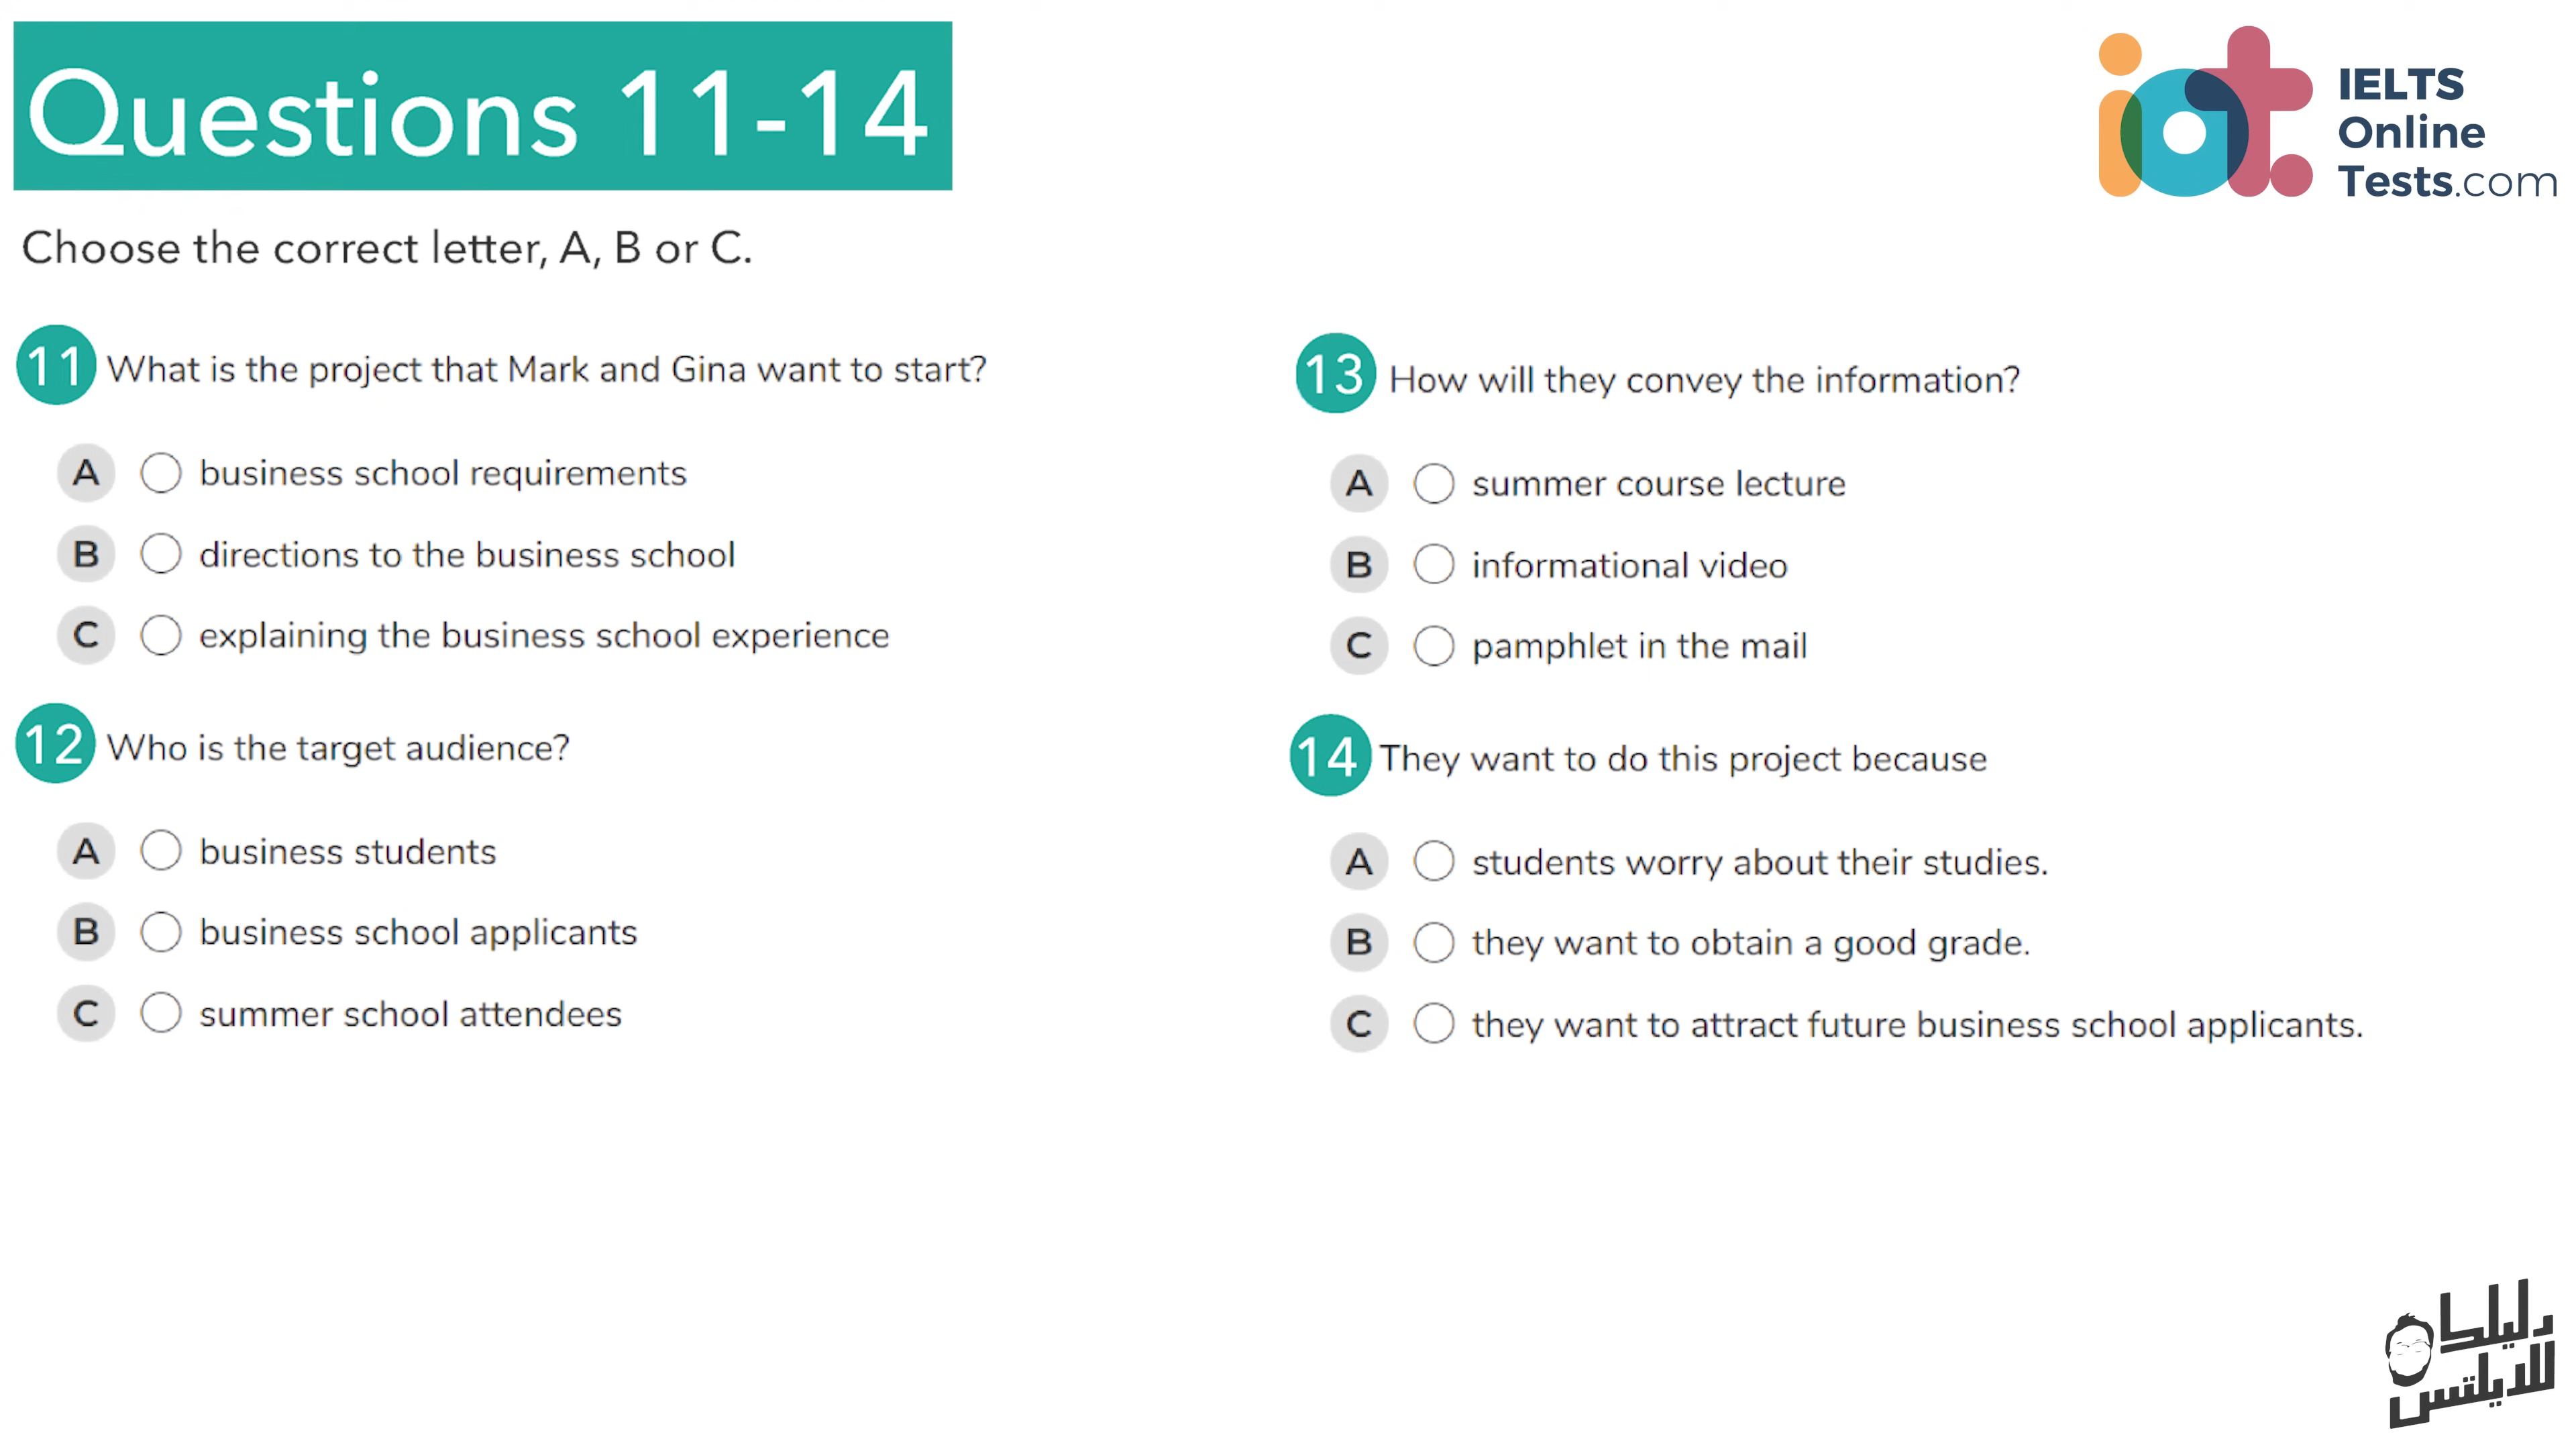 Questions 11-14
IELTS
Online
Tests.com
Choose the correct letter, A, B or C.
11 What is the project that Mark and Gina want to start?
A business school requirements
B directions to the business school
C explaining the business school experience
12 Who is the target audience?
A business students
B business school applicants
C summer school attendees
13 How will they convey the information?
A summer course lecture
B informational video
C pamphlet in the mail
14 They want to do this project because
A students worry about their studies.
B they want to obtain a good grade.
C they want to attract future business school applicants.
دليلك
للايلتس